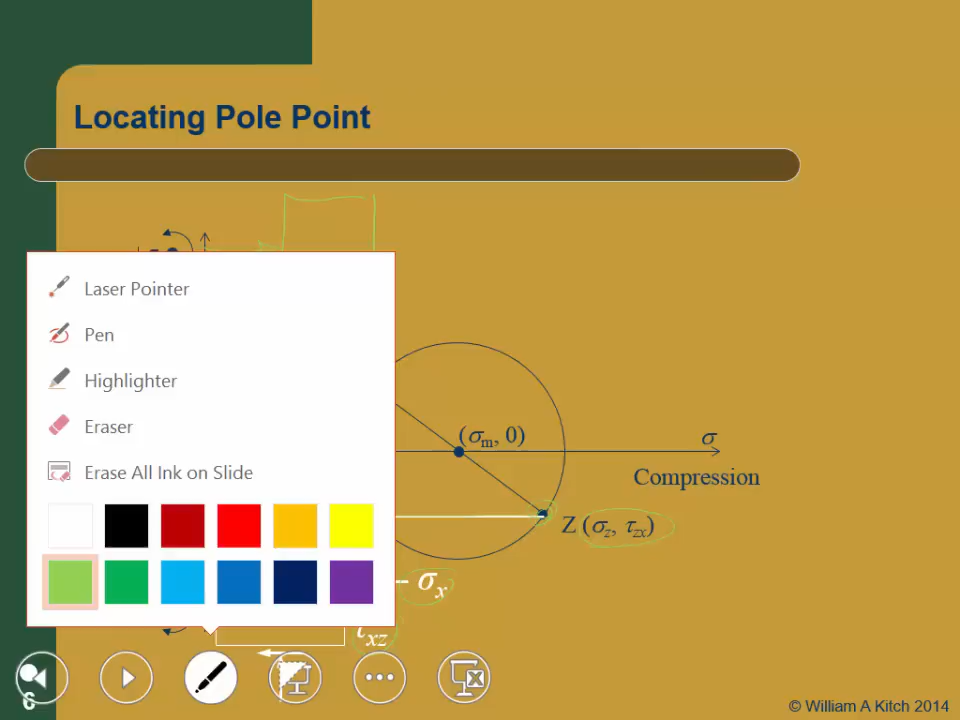 Locating Pole Point
Laser Pointer
Pen
Highlighter
Eraser
Erase All Ink on Slide
(σm, 0)
σ
Compression
Z (σz, τzx)
– σx
τxz
6
© William A Kitch 2014